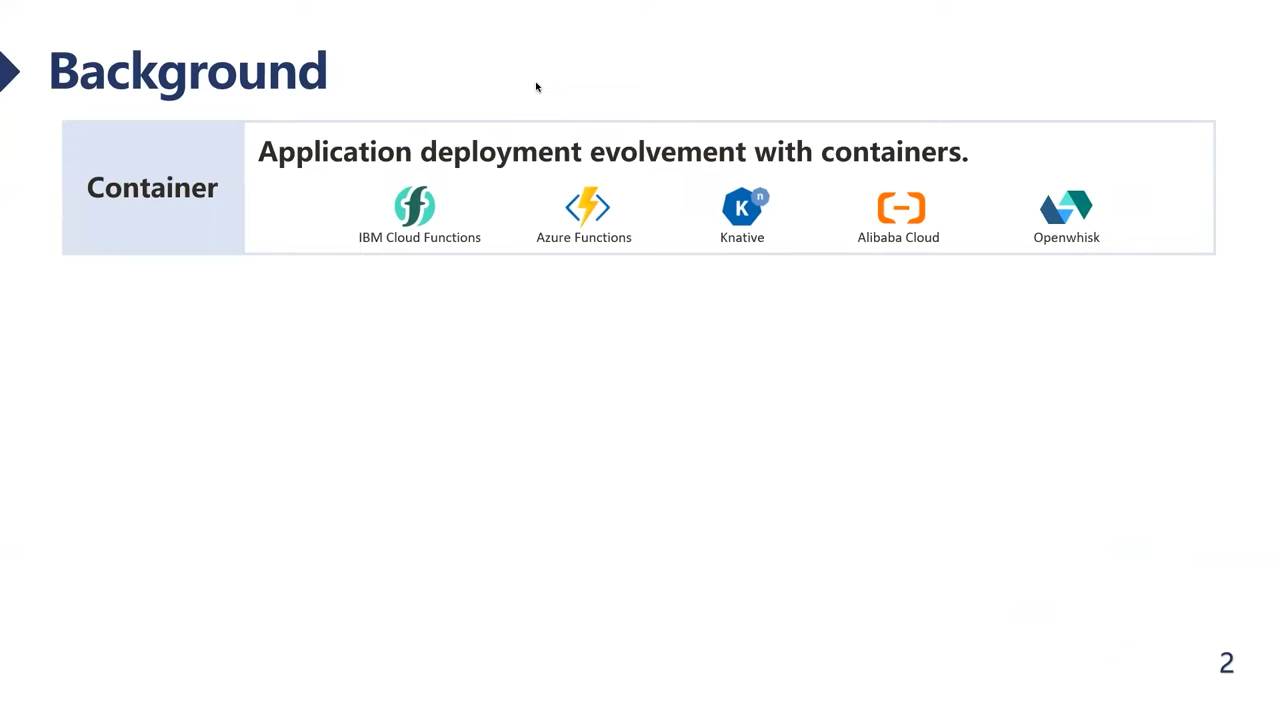 Background
Container
Application deployment evolvement with containers.
K n
IBM Cloud Functions Azure Functions Knative Alibaba Cloud Openwhisk
2